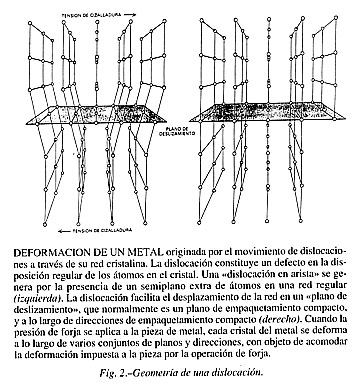 TENSION DE CIZALLADURA
PLANO DE
DESLIZAMIENTO
TENSION DE CIZALLADURA
DEFORMACION DE UN METAL originada por el movimiento de dislocacio-
nes a través de su red cristalina. La dislocación constituye un defecto en la dis-
posición regular de los átomos en el cristal. Una «dislocación en arista» se ge-
nera por la presencia de un semiplano extra de átomos en una red regular
(izquierda). La dislocación facilita el desplazamiento de la red en un «plano de
deslizamiento», que normalmente es un plano de empaquetamiento compacto,
y a lo largo de direcciones de empaquetamiento compacto (derecho). Cuando la
presión de forja se aplica a la pieza de metal, cada cristal del metal se deforma
a lo largo de varios conjuntos de planos y direcciones, con objeto de acomodar
la deformación impuesta a la pieza por la operación de forja.
Fig. 2.–Geometría de una dislocación.